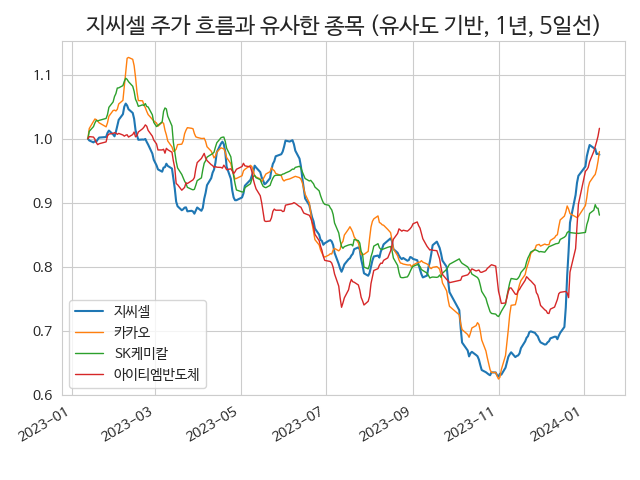 지씨셀 주가 흐름과 유사한 종목 (유사도 기반, 1년, 5일선)
1.1
1.0
0.9
0.8
0.7
0.6
지씨셀
카카오
SK케미칼
아이티엠반도체
2023-01
2023-03
2023-05
2023-07
2023-09
2023-11
2024-01